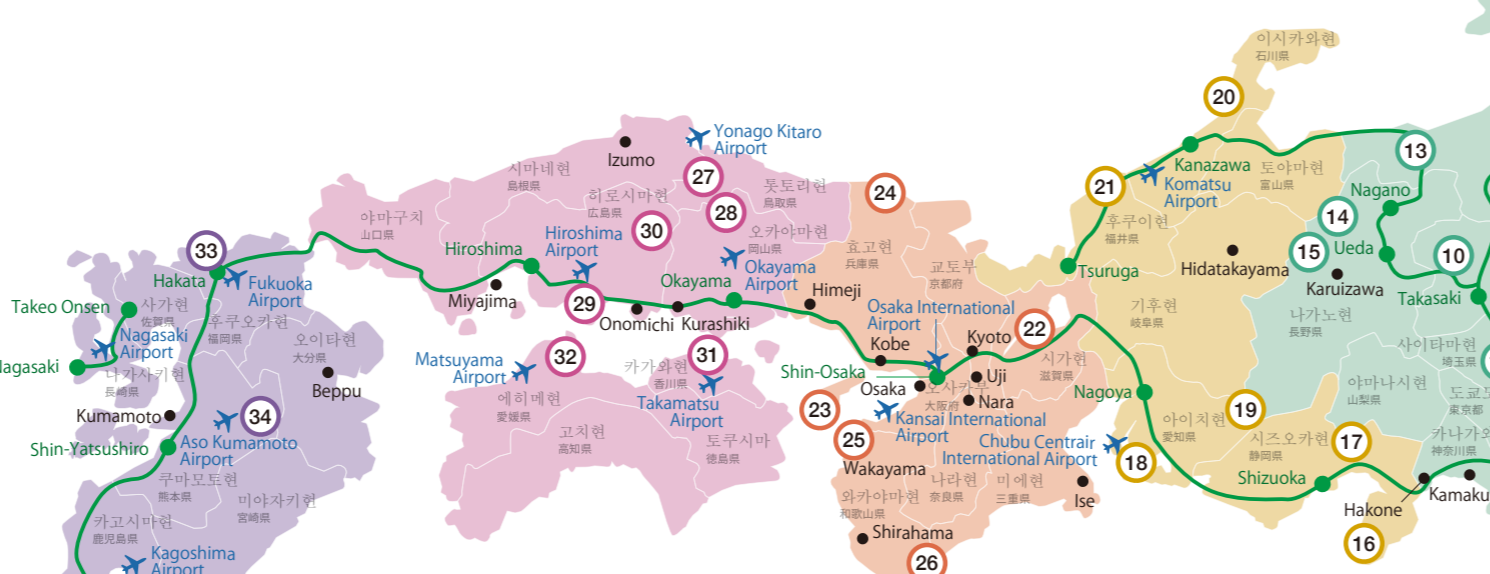 이시카와현
石川県
20
Yonago Kitaro
Airport
Izumo
Kanazawa
13
시마네현
島根県
27
톳토리현
鳥取県
24
21
Komatsu
Airport
토야마현
富山県
Nagano
히로시마현
広島県
28
야마구치
山口県
30
Hiroshima
Airport
오카야마현
岡山県
후쿠이현
福井県
14
33
Hiroshima
효고현
兵庫県
Ueda
15
10
Hakata
Fukuoka
Airport
Okayama
Okayama
Airport
교토부
京都府
Tsuruga
Hidatakayama
Karuizawa
Takasaki
Takeo Onsen
사가현
佐賀県
Miyajima
29
Himeji
Osaka International
Airport
기후현
岐阜県
나가노현
長野県
후쿠오카현
福岡県
Onomichi
Kurashiki
22
Nagasaki
Airport
오이타현
大分県
Kobe
Kyoto
사이타마현
埼玉県
32
31
시가현
滋賀県
나가사키현
長崎県
Matsuyama
Airport
카가와현
香川県
Shin-Osaka
Uji
Beppu
Takamatsu
Airport
Osaka
오사카부
大阪府
Nara
Nagoya
야마나시현
山梨県
에히메현
愛媛県
東京都
Kumamoto
34
23
Kansai International
Airport
아이치현
愛知県
19
Shin-Yatsushiro
Aso Kumamoto
Airport
고치현
高知県
토쿠시마
徳島県
25
Wakayama
Chubu Centrair
International Airport
18
시즈오카현
静岡県
17
神奈川県
쿠마모토현
熊本県
나라현
奈良県
미에현
三重県
Shizuoka
미야자키현
宮崎県
와카야마현
和歌山県
Ise
Hakone
카고시마현
鹿児島県
Shirahama
16
Kagoshima
Airport
26